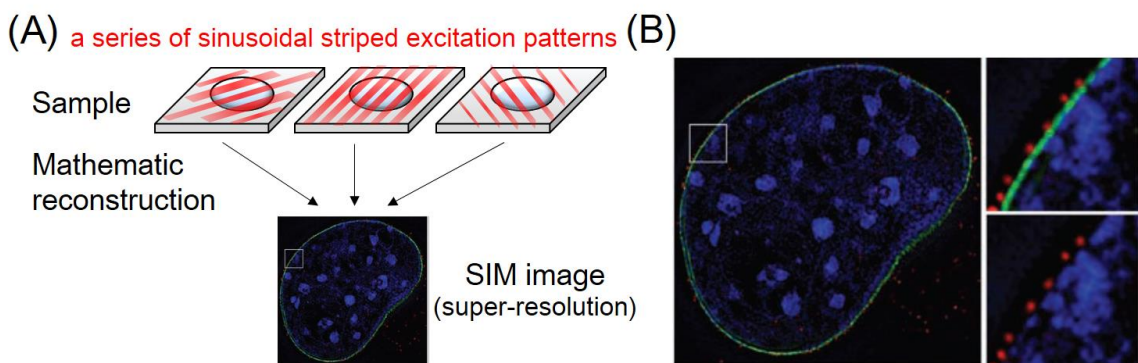 (A) a series of sinusoidal striped excitation patterns
Sample
Mathematic
reconstruction
SIM image
(super-resolution)
(B)